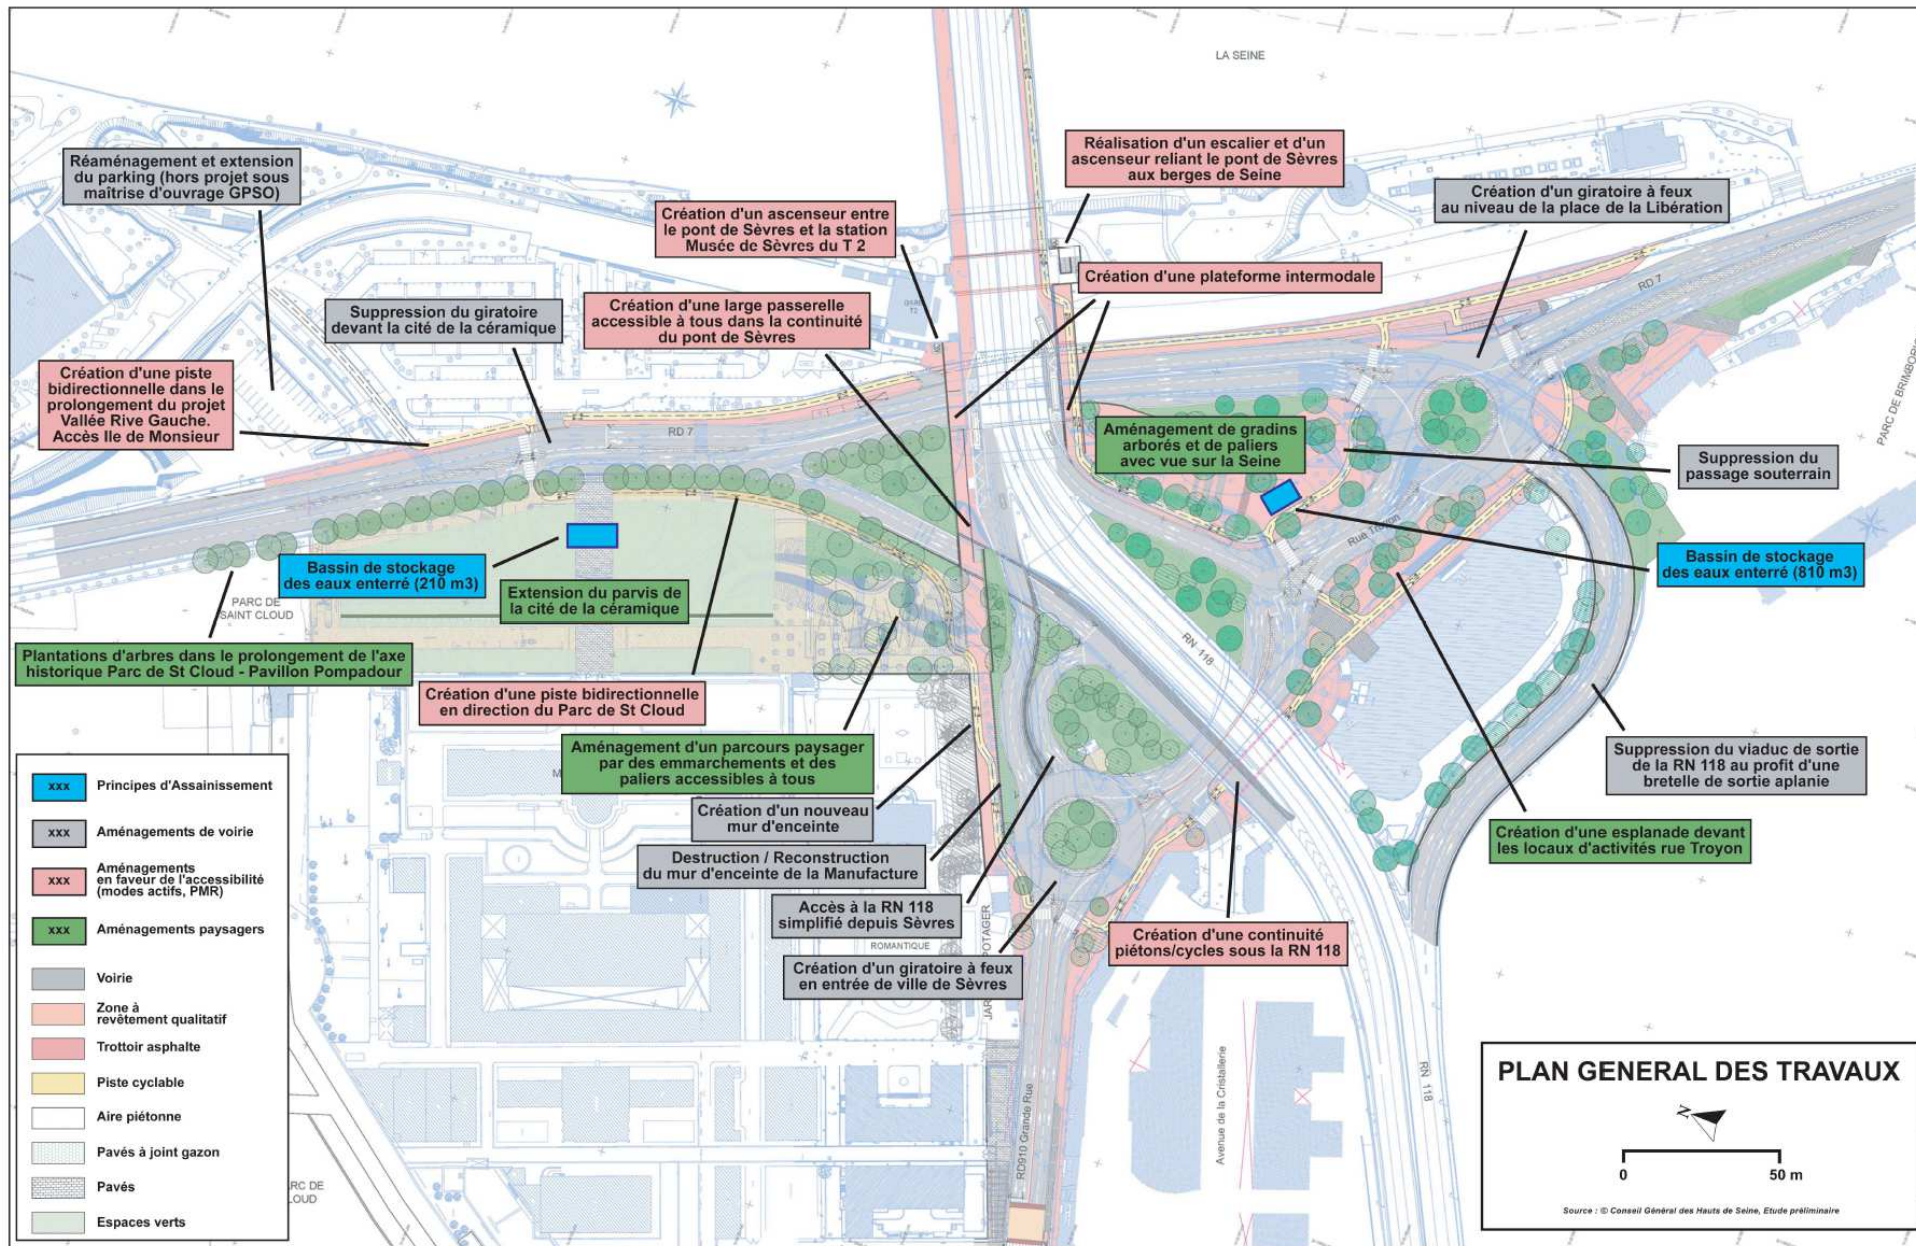 LA SEINE
Réaménagement et extension
du parking (hors projet sous
maîtrise d'ouvrage GPSO)
Réalisation d'un escalier et d'un
ascenseur reliant le pont de Sèvres
aux berges de Seine
Création d'un giratoire à feux
au niveau de la place de la Libération
Création d'un ascenseur entre
le pont de Sèvres et la station
Musée de Sèvres du T 2
Création d'une plateforme intermodale
Suppression du giratoire
devant la cité de la céramique
Création d'une large passerelle
accessible à tous dans la continuité
du pont de Sèvres
RD 7
Création d'une piste
bidirectionnelle dans le
prolongement du projet
Vallée Rive Gauche.
Accès Ile de Monsieur
RD 7
PARC DE BRIMBORION
Aménagement de gradins
arborés et de paliers
avec vue sur la Seine
Suppression du
passage souterrain
Rue Troyon
Bassin de stockage
des eaux enterré (210 m3)
Bassin de stockage
des eaux enterré (810 m3)
Extension du parvis de
la cité de la céramique
PARC DE
SAINT CLOUD
Plantations d'arbres dans le prolongement de l'axe
historique Parc de St Cloud - Pavillon Pompadour
RN 118
Création d'une piste bidirectionnelle
en direction du Parc de St Cloud
Aménagement d'un parcours paysager
par des emmarchements et des
paliers accessibles à tous
Suppression du viaduc de sortie
de la RN 118 au profit d'une
bretelle de sortie aplanie
Création d'un nouveau
mur d'enceinte
Création d'une esplanade devant
les locaux d'activités rue Troyon
Destruction / Reconstruction
du mur d'enceinte de la Manufacture
Accès à la RN 118
simplifié depuis Sèvres
Création d'une continuité
piétons/cycles sous la RN 118
ROMANTIQUE
POTAGER
Création d'un giratoire à feux
en entrée de ville de Sèvres
RD910 Grande Rue
Avenue de la Cristallerie
RN 118
xxx Principes d'Assainissement
xxx Aménagements de voirie
xxx Aménagements
en faveur de l'accessibilité
(modes actifs, PMR)
xxx Aménagements paysagers
Voirie
Zone à
revêtement qualitatif
Trottoir asphalte
Piste cyclable
Aire piétonne
Pavés à joint gazon
Pavés
Espaces verts
PLAN GENERAL DES TRAVAUX
N
0 50 m
Source : © Conseil Général des Hauts de Seine, Etude préliminaire